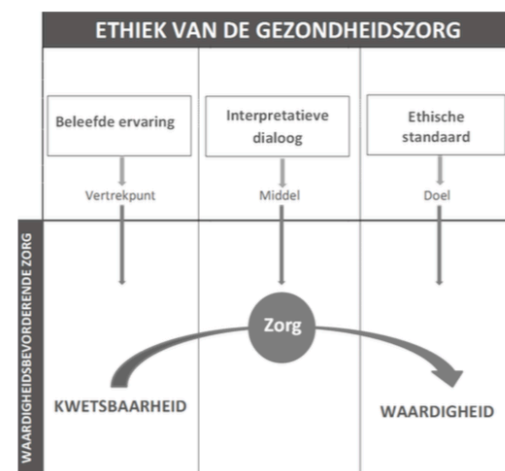 ETHIEK VAN DE GEZONDHEIDSZORG
Beleefde ervaring
Interpretatieve
dialoog
Ethische
standaard
Vertrekpunt
Middel
Doel
WAARDIGHEIDSBEVORDERENDE ZORG
Zorg
KWETSBAARHEID
WAARDIGHEID